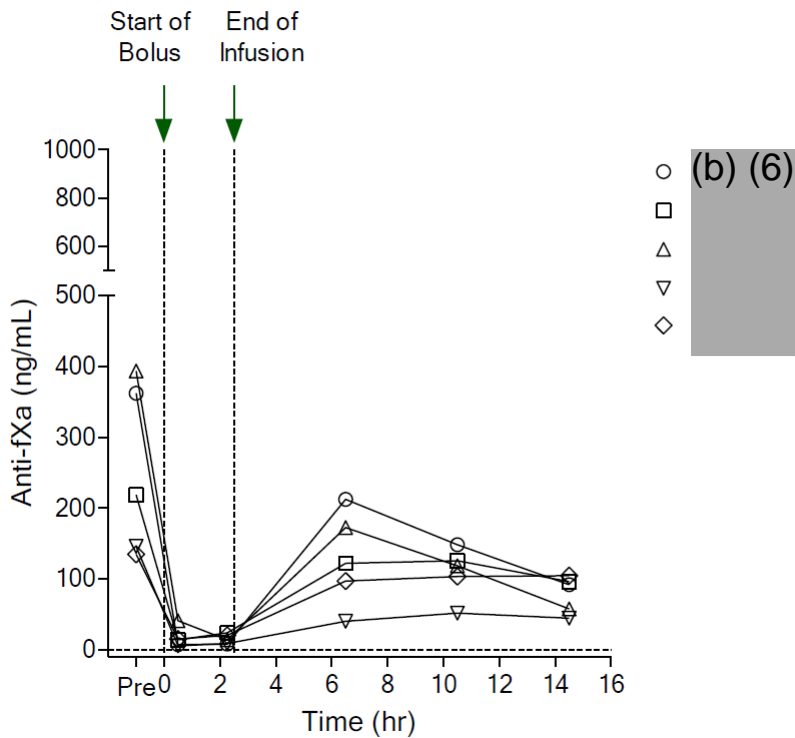 Start of
Bolus
End of
Infusion
1000
800
600
500
400
300
200
100
0
Anti-fXa (ng/mL)
Pre 0 2 4 6 8 10 12 14 16
Time (hr)
(b) (6)